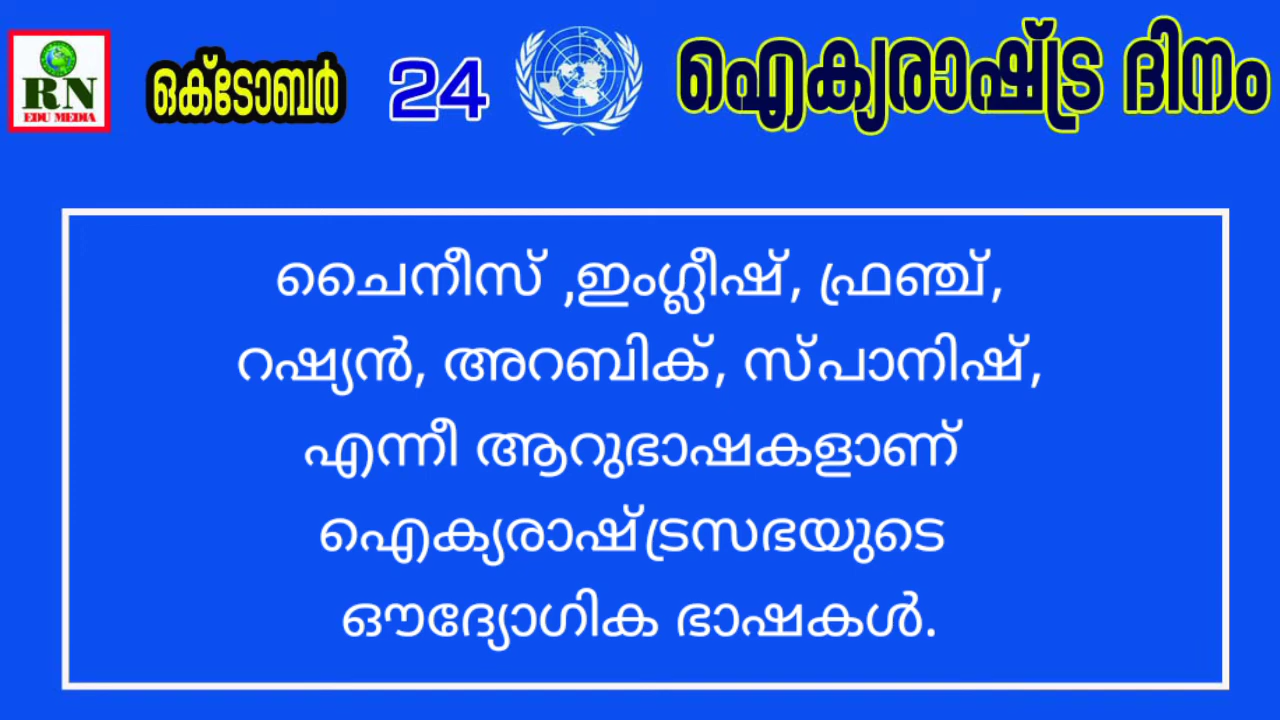 RN
EDU MEDIA
ഒക്ടോബർ 24 ഐക്യരാഷ്ട്ര ദിനം
ചൈനീസ് ,ഇംഗ്ലീഷ്, ഫ്രഞ്ച്,
റഷ്യൻ, അറബിക്, സ്പാനിഷ്,
എന്നീ ആറുഭാഷകളാണ്
ഐക്യരാഷ്ട്രസഭയുടെ
ഔദ്യോഗിക ഭാഷകൾ.